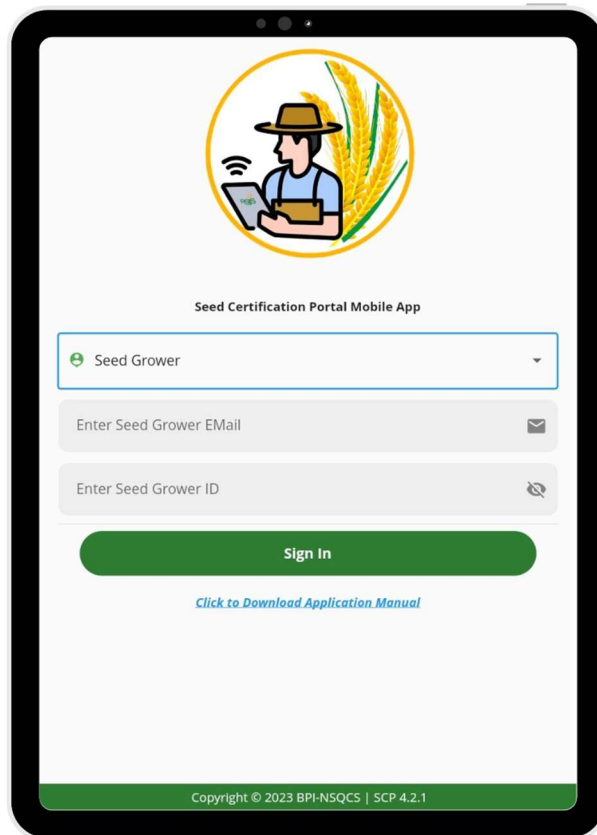 Seed Certification Portal Mobile App
Seed Grower
Enter Seed Grower EMail
Enter Seed Grower ID
Sign In
Click to Download Application Manual
Copyright © 2023 BPI-NSQCS | SCP 4.2.1